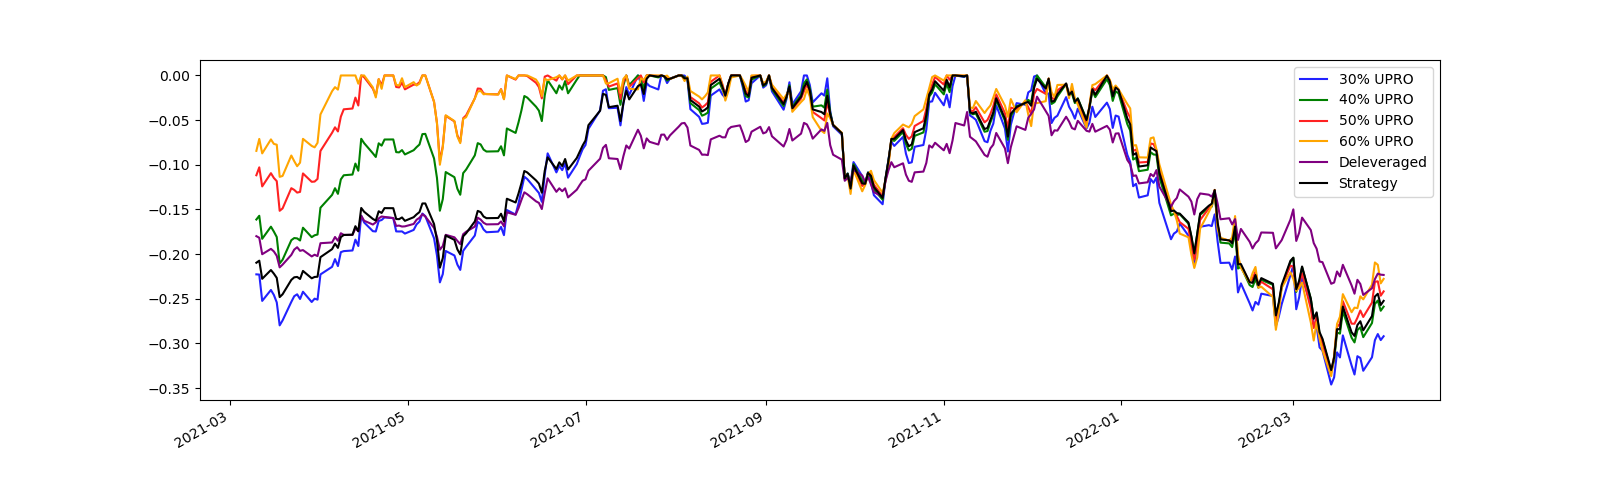 0.00
−0.05
−0.10
−0.15
−0.20
−0.25
−0.30
−0.35
2021-03
2021-05
2021-07
2021-09
2021-11
2022-01
2022-03
30% UPRO
40% UPRO
50% UPRO
60% UPRO
Deleveraged
Strategy